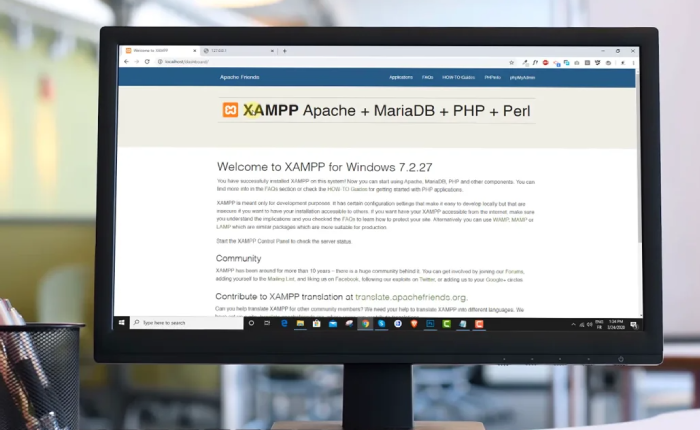 Welcome to XAMPP
127.0.0.1
localhost/dashboard/
Apache Friends
Applications FAQs HOW-TO Guides PHPInfo phpMyAdmin
XAMPP Apache + MariaDB + PHP + Perl
Welcome to XAMPP for Windows 7.2.27
You have successfully installed XAMPP on this system! Now you can start using Apache, MariaDB, PHP and other components. You can
find more info in the FAQs section or check the HOW-TO Guides for getting started with PHP applications.
XAMPP is meant only for development purposes. It has certain configuration settings that make it easy to develop locally but that are
insecure if you want to have your installation accessible to others. If you want have your XAMPP accessible from the internet, make sure
you understand the implications and you checked the FAQs to learn how to protect your site. Alternatively you can use WAMP, MAMP or
LAMP which are similar packages which are more suitable for production.
Start the XAMPP Control Panel to check the server status.
Community
XAMPP has been around for more than 10 years – there is a huge community behind it. You can get involved by joining our Forums,
adding yourself to the Mailing List, and liking us on Facebook, following our exploits on Twitter, or adding us to your Google+ circles.
Contribute to XAMPP translation at translate.apachefriends.org.
Can you help translate XAMPP for other community members? We need your help to translate XAMPP into different languages. We
Type here to search